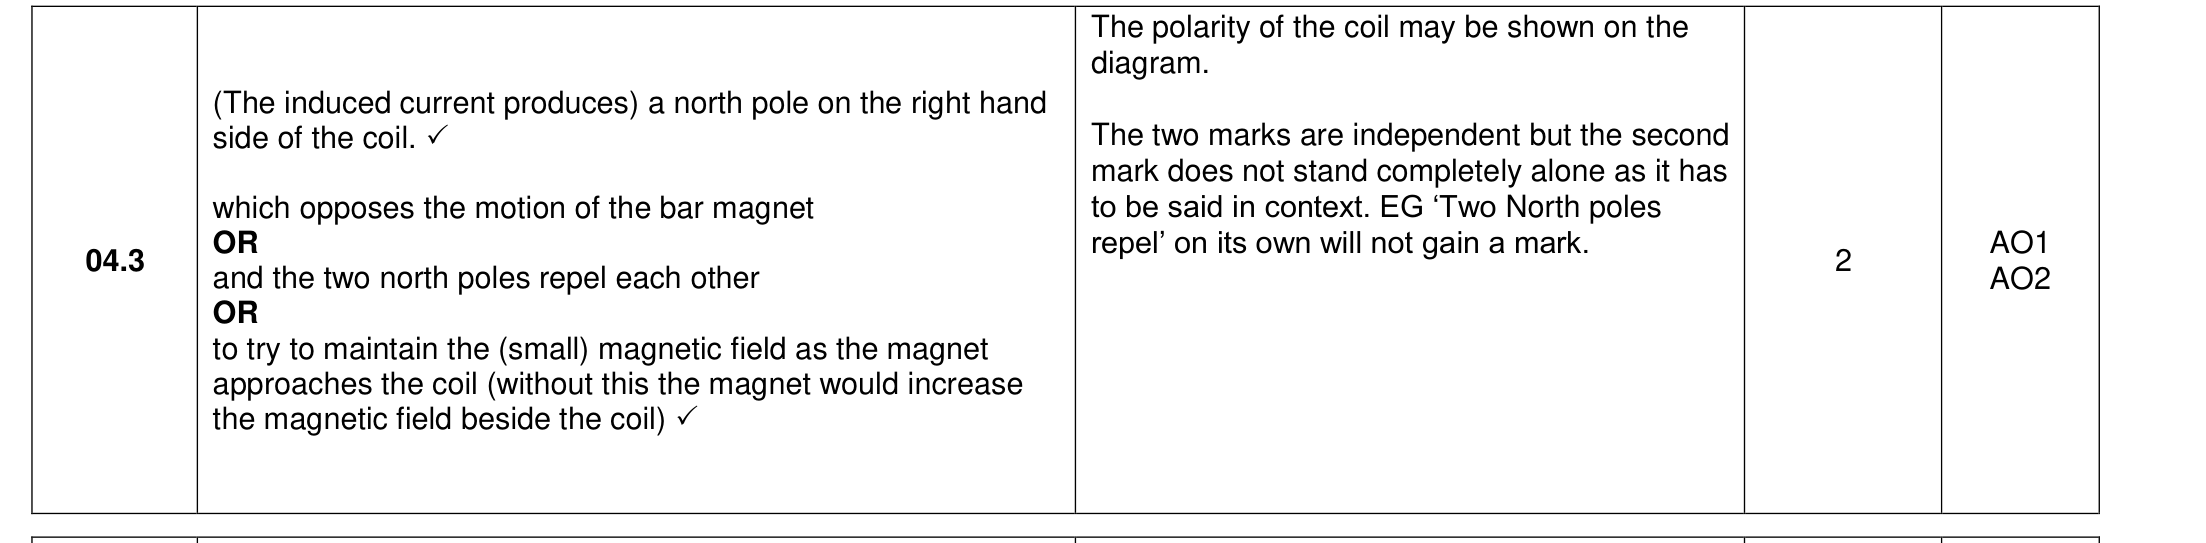 04.3
(The induced current produces) a north pole on the right hand
side of the coil. ✓
which opposes the motion of the bar magnet
OR
and the two north poles repel each other
OR
to try to maintain the (small) magnetic field as the magnet
approaches the coil (without this the magnet would increase
the magnetic field beside the coil) ✓
The polarity of the coil may be shown on the
diagram.
The two marks are independent but the second
mark does not stand completely alone as it has
to be said in context. EG ‘Two North poles
repel’ on its own will not gain a mark.
2
AO1
AO2